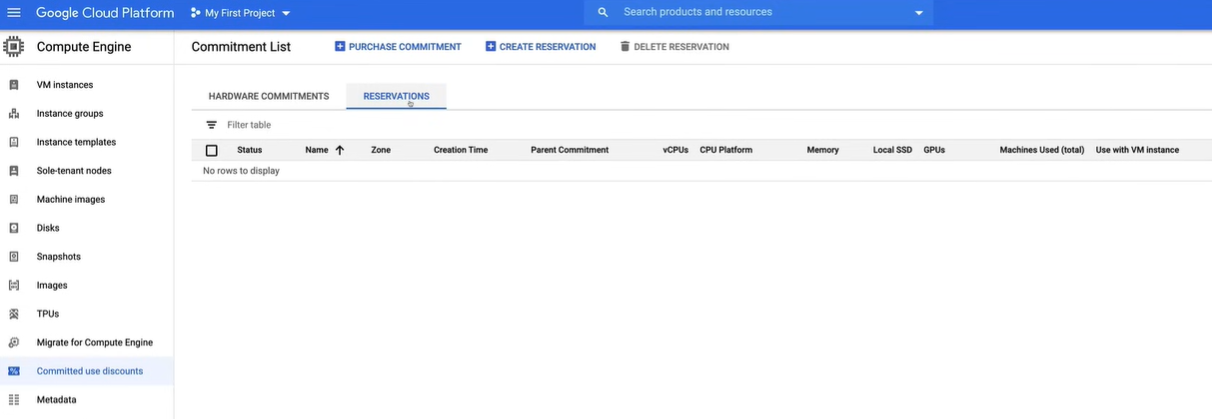 Google Cloud Platform My First Project Search products and resources
Compute Engine Commitment List PURCHASE COMMITMENT CREATE RESERVATION DELETE RESERVATION
VM instances
HARDWARE COMMITMENTS RESERVATIONS
Instance groups
Filter table
Instance templates
Status Name Zone Creation Time Parent Commitment vCPUs CPU Platform Memory Local SSD GPUs Machines Used (total) Use with VM instance
Sole-tenant nodes
No rows to display
Machine images
Disks
Snapshots
Images
TPUs
Migrate for Compute Engine
% Committed use discounts
Metadata